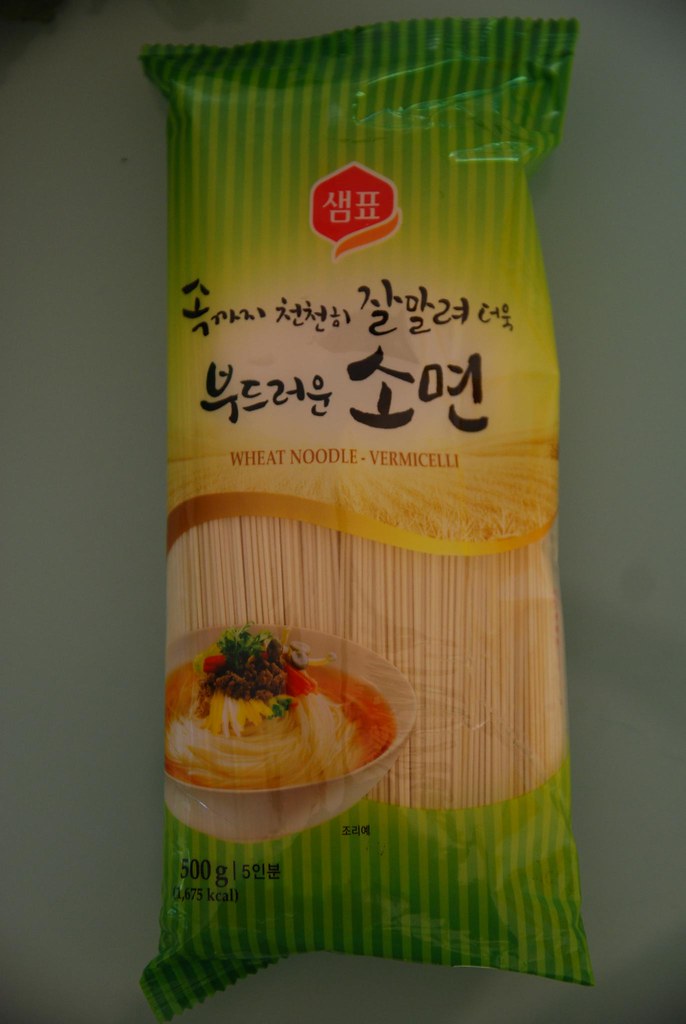 샘표
속까지 천천히 잘말려 더욱
부드러운 소면
WHEAT NOODLE - VERMICELLI
조리예
500 g | 5인분
(1,675 kcal)